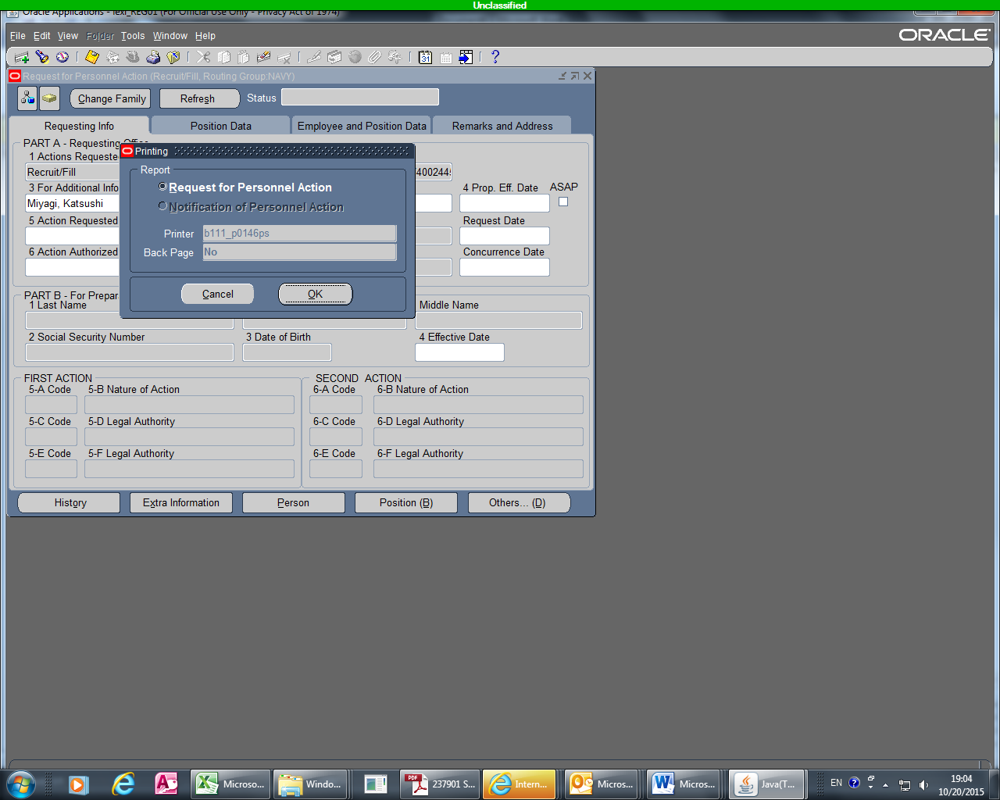 Unclassified
Oracle Applications - Texi_REG01 (For Official Use Only - Privacy Act of 1974)
File Edit View Folder Tools Window Help
ORACLE
Request for Personnel Action (Recruit/Fill, Routing Group:NAVY)
Change Family Refresh Status
Requesting Info Position Data Employee and Position Data Remarks and Address
PART A - Requesting Office
1 Actions Requeste
Recruit/Fill
4002445
3 For Additional Info
4 Prop. Eff. Date ASAP
Miyagi, Katsushi
5 Action Requested
Request Date
6 Action Authorized
Concurrence Date
Printing
Report
Request for Personnel Action
Notification of Personnel Action
Printer b111_p0146ps
Back Page No
Cancel OK
PART B - For Prepar
1 Last Name Middle Name
2 Social Security Number 3 Date of Birth 4 Effective Date
FIRST ACTION SECOND ACTION
5-A Code 5-B Nature of Action 6-A Code 6-B Nature of Action
5-C Code 5-D Legal Authority 6-C Code 6-D Legal Authority
5-E Code 5-F Legal Authority 6-E Code 6-F Legal Authority
History Extra Information Person Position (B) Others... (D)
Microso... Windo... 237901 S... Intern... Micros... Micros... Java(T... EN 19:04
10/20/2015